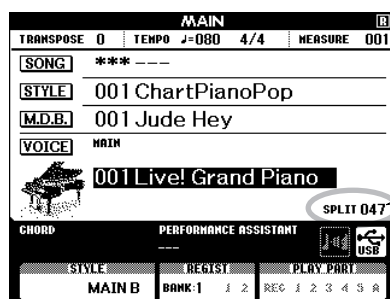 MAIN R
TRANSPOSE 0 TEMPO ♩=080 4/4 MEASURE 001
SONG *** ---
STYLE 001 ChartPianoPop
M.D.B. 001 Jude Hey
VOICE MAIN
001 Live! Grand Piano
SPLIT 047
CHORD PERFORMANCE ASSISTANT
---
USB
STYLE REGIST PLAY PART
MAIN B BANK:1 1 2 REC 1 2 3 4 5 A